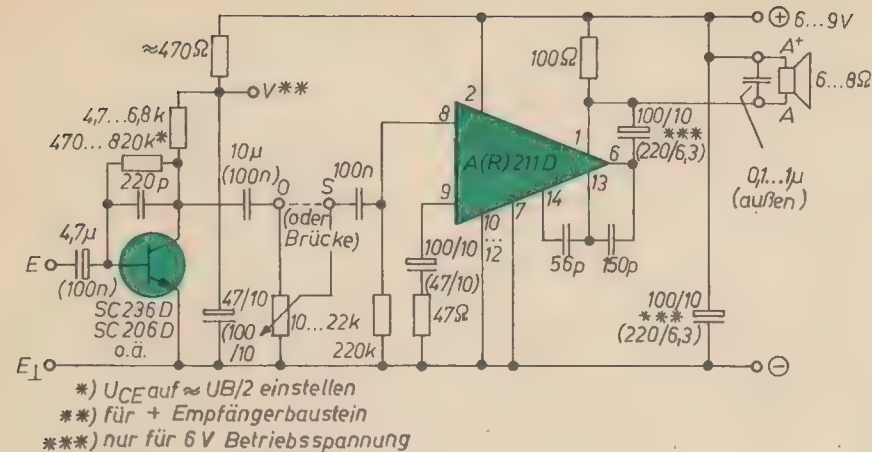 ≈470Ω
V**
4,7...6,8k
470...820k*
220p
10µ
(100n)
O
S
(oder
Brücke)
100n
4,7µ
E
(100n)
SC236D
SC206D
o.ä.
47/10
(100
/10
10...22k
220k
2
8
9
A(R)211D
1
6
13
14
10
..
12
7
100/10
(47/10)
47Ω
56p
150p
100Ω
100/10
***
(220/6,3)
6...9V
A+
A
6...8Ω
0,1...1µ
(außen)
100/10
***
(220/6,3)
E⊥
*) UCE auf ≈ UB/2 einstellen
**) für + Empfängerbaustein
***) nur für 6V Betriebsspannung